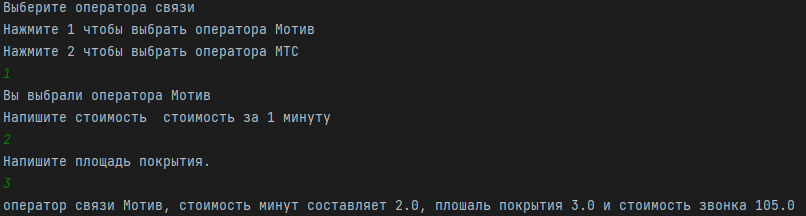 Выберите оператора связи
Нажмите 1 чтобы выбрать оператора Мотив
Нажмите 2 чтобы выбрать оператора МТС
1
Вы выбрали оператора Мотив
Напишите стоимость  стоимость за 1 минуту
2
Напишите площадь покрытия.
3
оператор связи Мотив, стоимость минут составляет 2.0, плошаль покрытия 3.0 и стоимость звонка 105.0